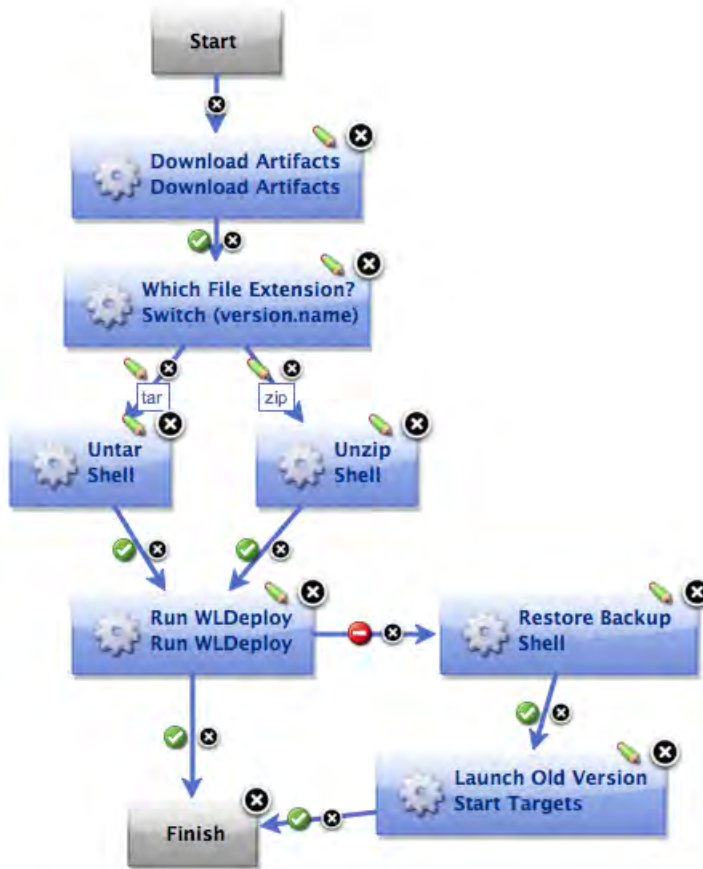 Start
Download Artifacts
Download Artifacts
Which File Extension?
Switch (version.name)
tar
zip
Untar
Shell
Unzip
Shell
Run WLDeploy
Run WLDeploy
Restore Backup
Shell
Launch Old Version
Start Targets
Finish